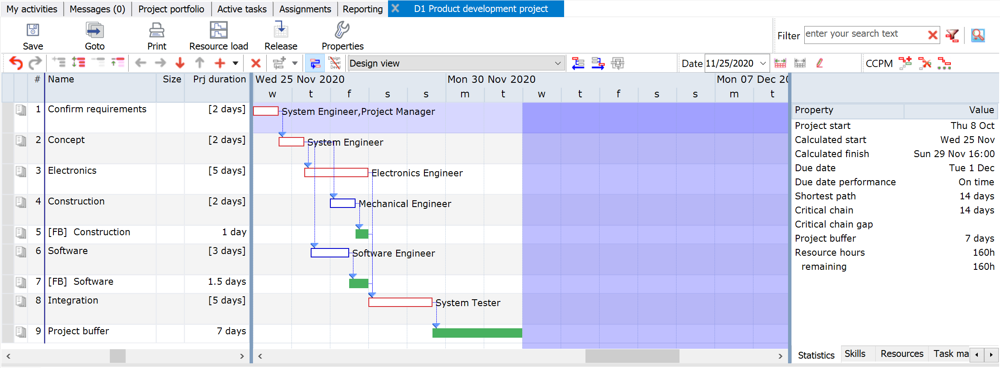 My activities Messages (0) Project portfolio Active tasks Assignments Reporting D1 Product development project
Save Goto Print Resource load Release Properties Filter enter your search text
Design Devel Devel
Design view Date 11/25/2020 CCPM
# Name Size Prj duration Wed 25 Nov 2020 Mon 30 Nov 2020 Mon 07 Dec 20
w t f s s m t w t f s s m t
1 Confirm requirements [2 days] System Engineer,Project Manager
2 Concept [2 days] System Engineer
3 Electronics [5 days] Electronics Engineer
4 Construction [2 days] Mechanical Engineer
5 [FB] Construction 1 day
6 Software [3 days] Software Engineer
7 [FB] Software 1.5 days
8 Integration [5 days] System Tester
9 Project buffer 7 days
Property Value
Project start Thu 8 Oct
Calculated start Wed 25 Nov
Calculated finish Sun 29 Nov 16:00
Due date Tue 1 Dec
Due date performance On time
Shortest path 14 days
Critical chain 14 days
Critical chain gap
Project buffer 7 days
Resource hours 160h
remaining 160h
Statistics Skills Resources Task ma